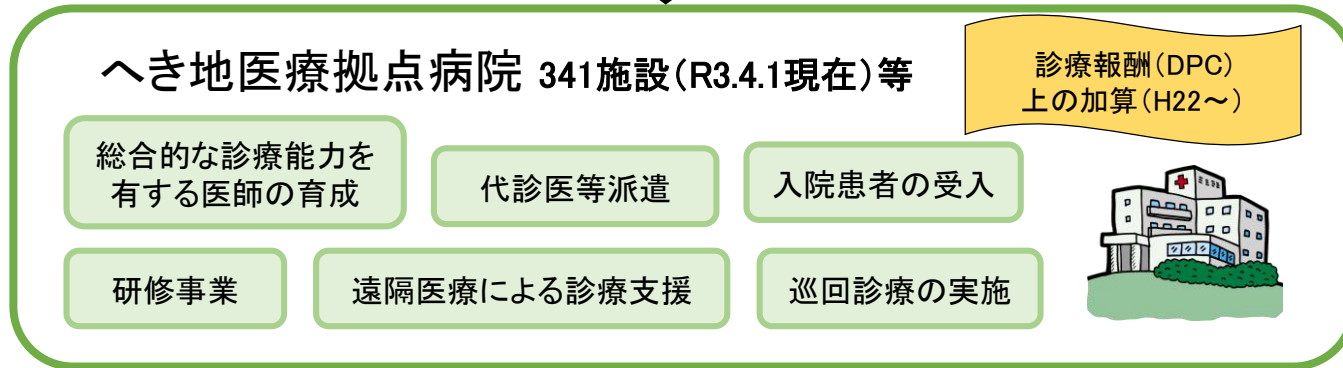 へき地医療拠点病院 341施設(R3.4.1現在)等
診療報酬(DPC)
上の加算(H22~)
総合的な診療能力を
有する医師の育成
代診医等派遣
入院患者の受入
研修事業
遠隔医療による診療支援
巡回診療の実施